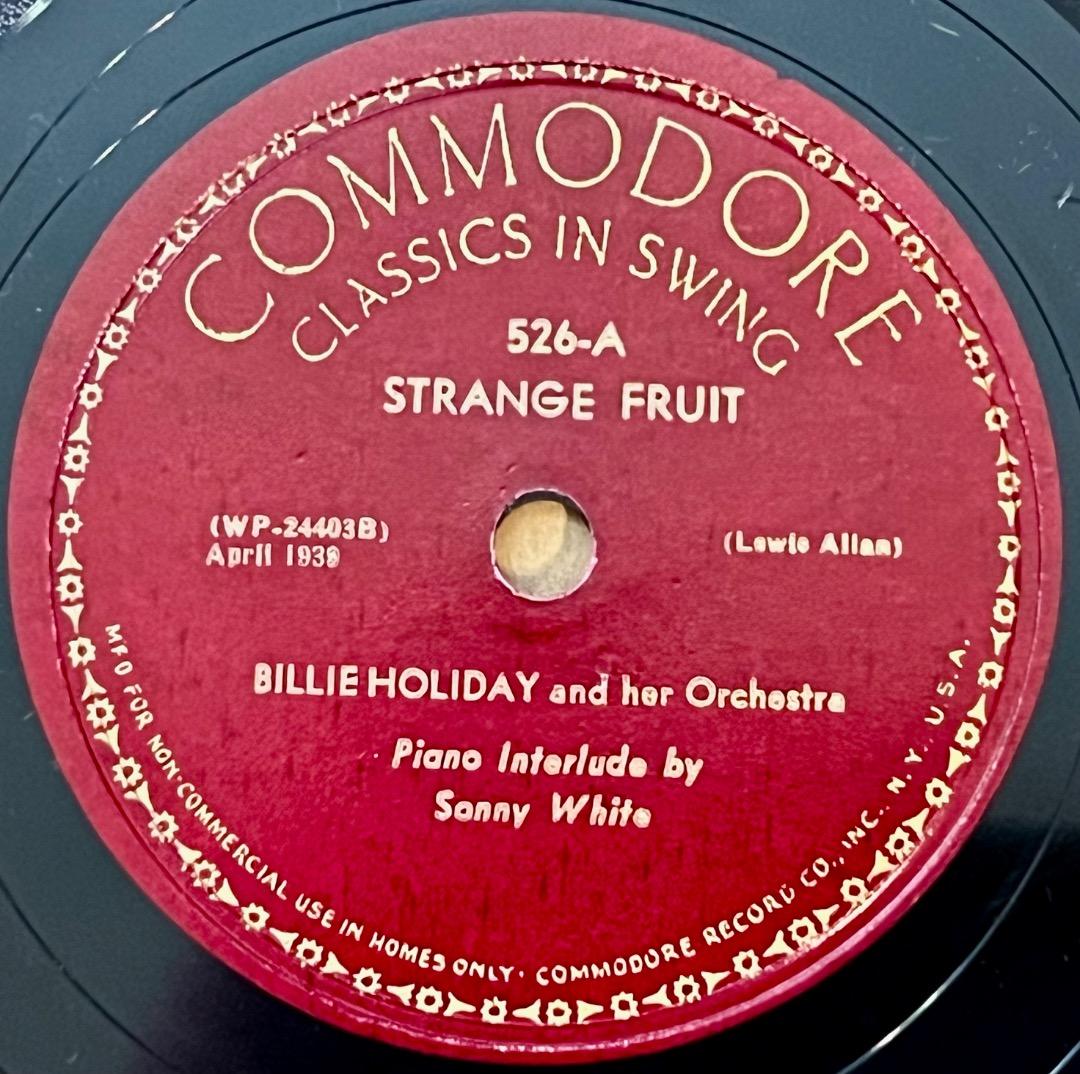 COMMODORE
CLASSICS IN SWING
526-A
STRANGE FRUIT
(WP-24403B)
April 1939
(Lewis Allan)
BILLIE HOLIDAY and her Orchestra
Piano Interlude by
Sonny White
MFD FOR NON-COMMERCIAL USE IN HOMES ONLY · COMMODORE RECORD CO., INC., N.Y., U.S.A.